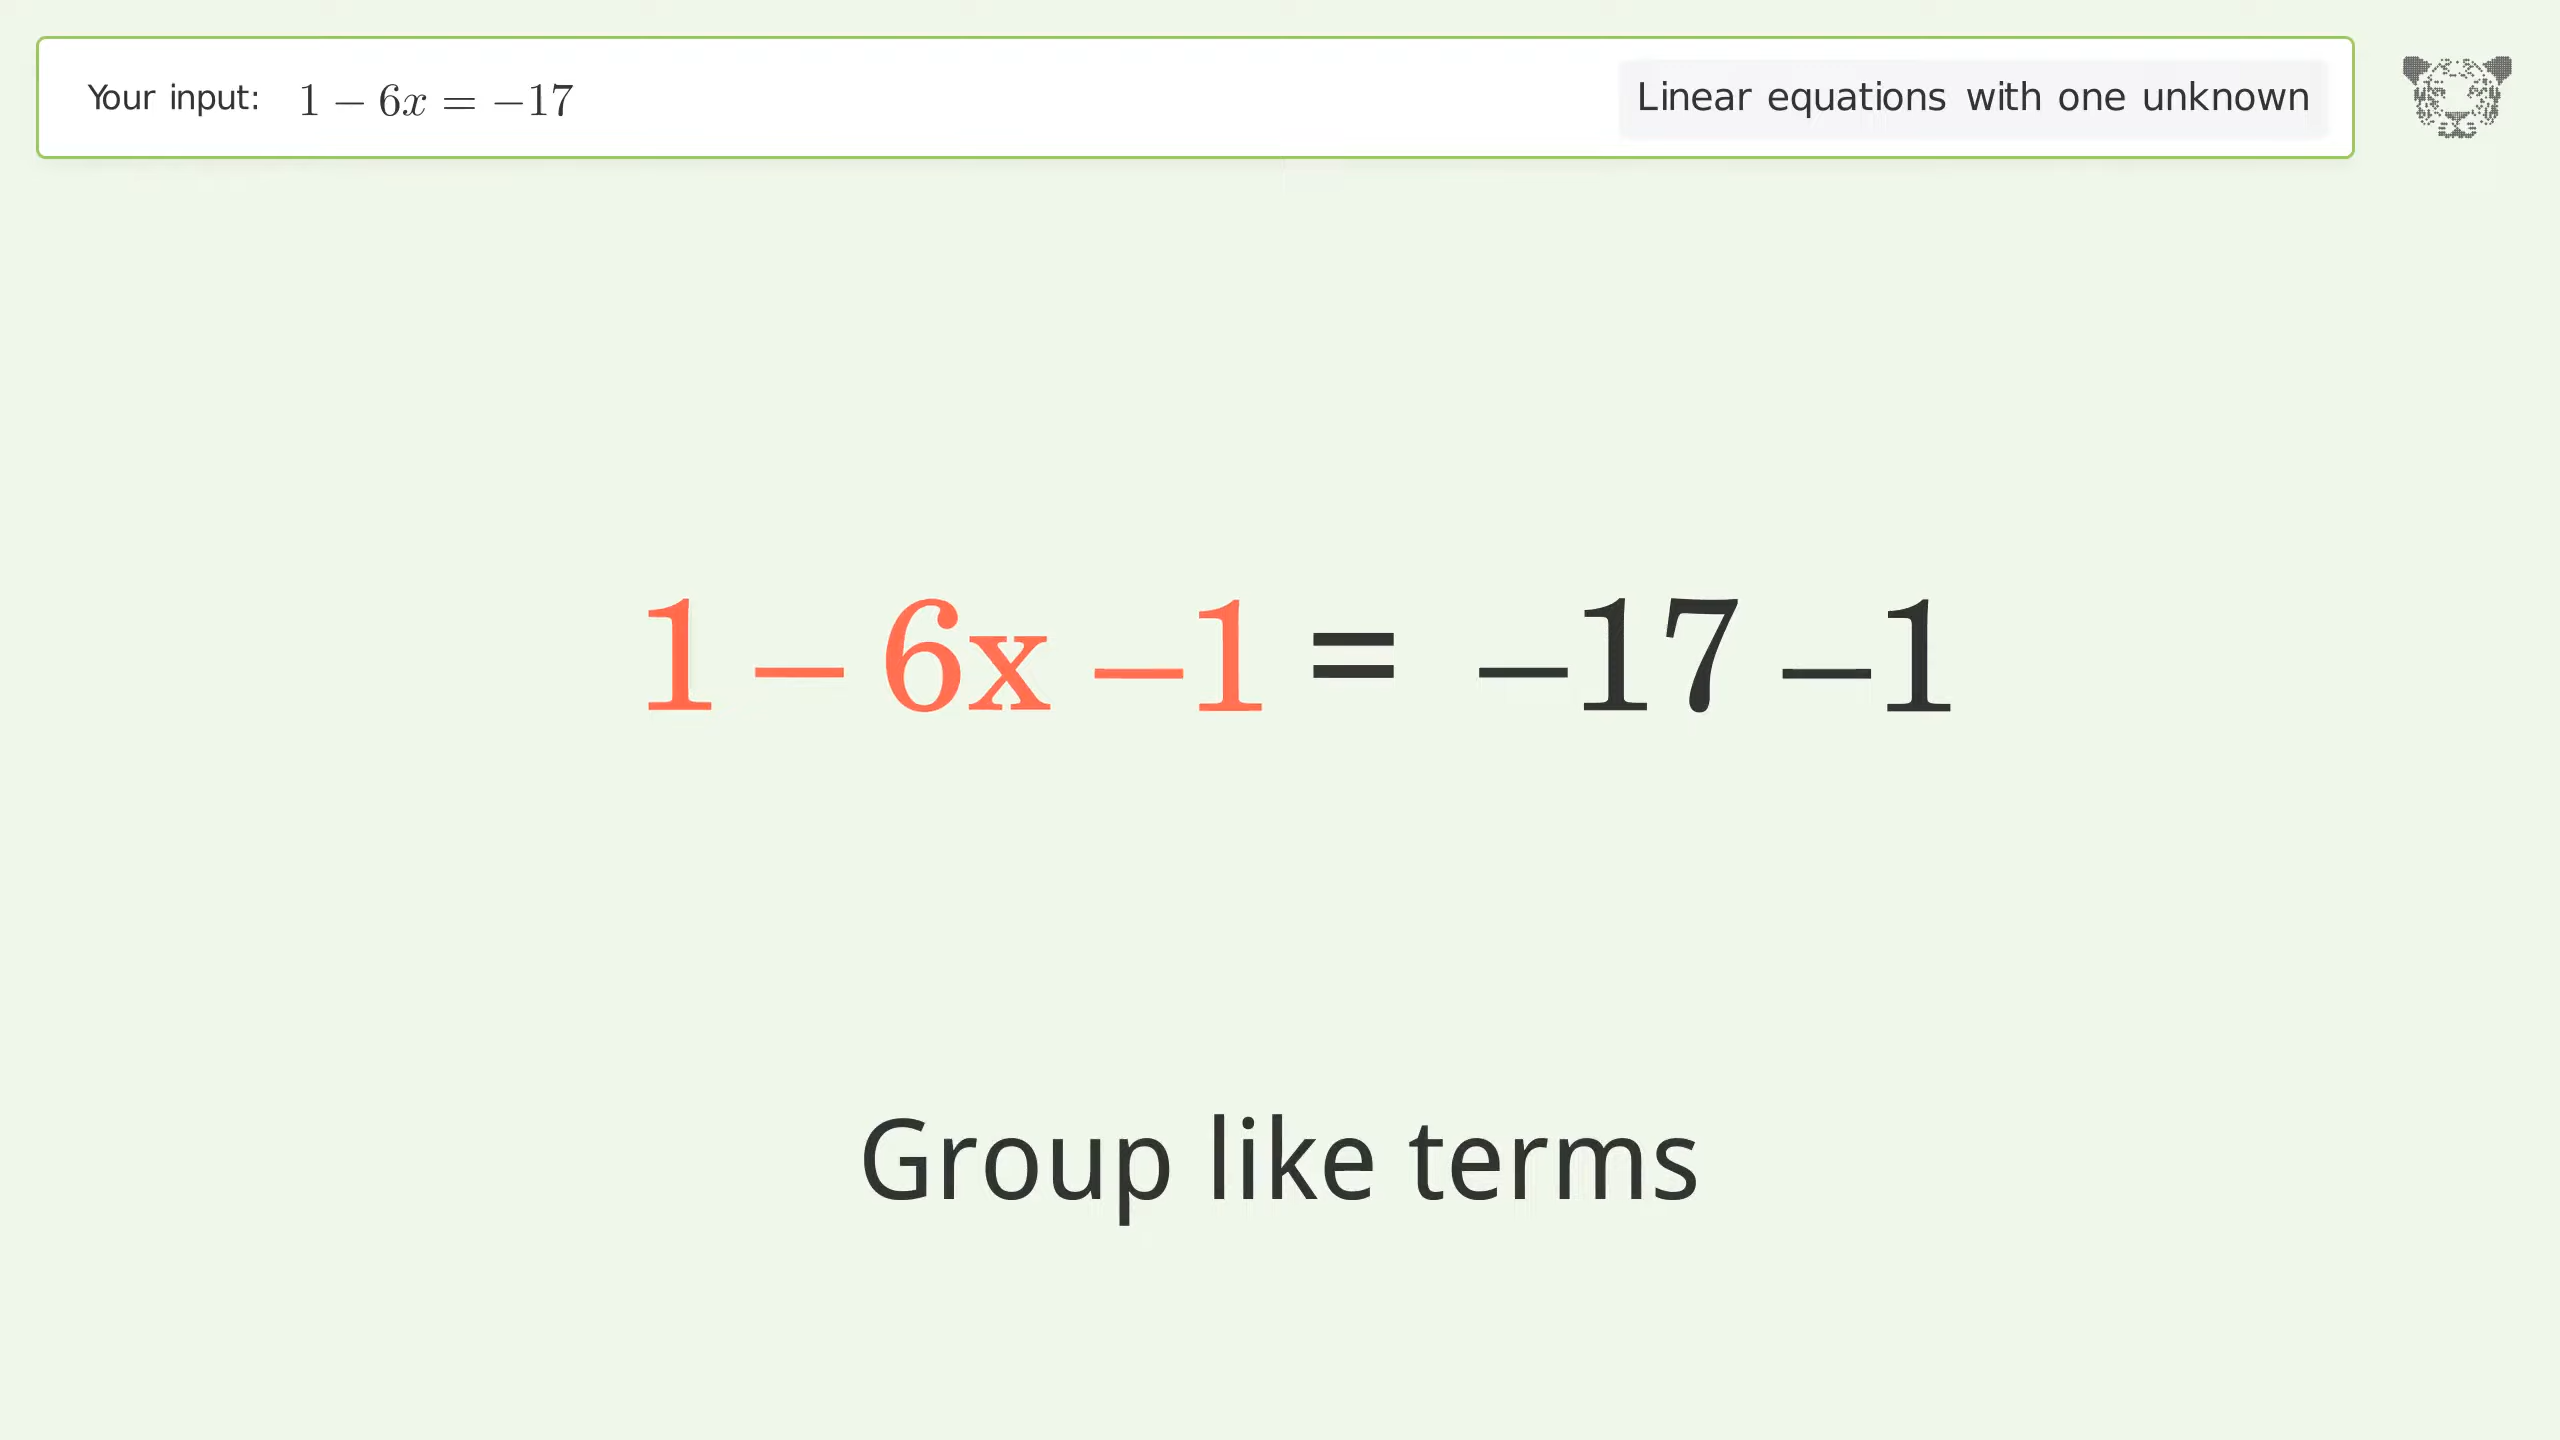 Your input: 1 − 6x = −17
Linear equations with one unknown
1 − 6x −1 = −17 −1
Group like terms